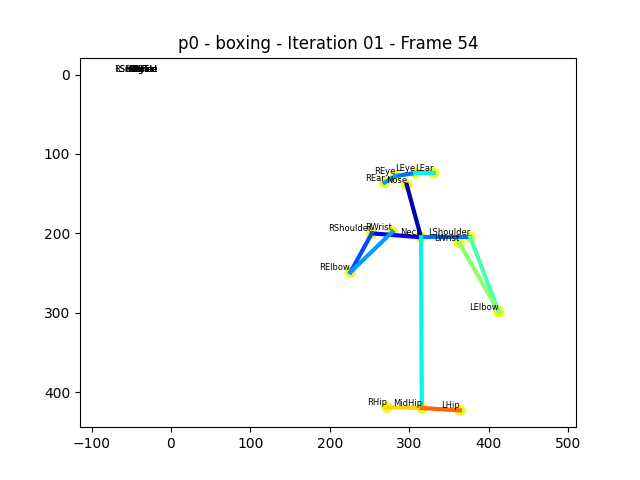 p0 - boxing - Iteration 01 - Frame 54
0
100
REye
LEye
LEar
REar
Nose
200
RShoulder
RWrist
Neck
LShoulder
LWrist
RElbow
300
LElbow
400
RHip
MidHip
LHip
-100
0
100
200
300
400
500